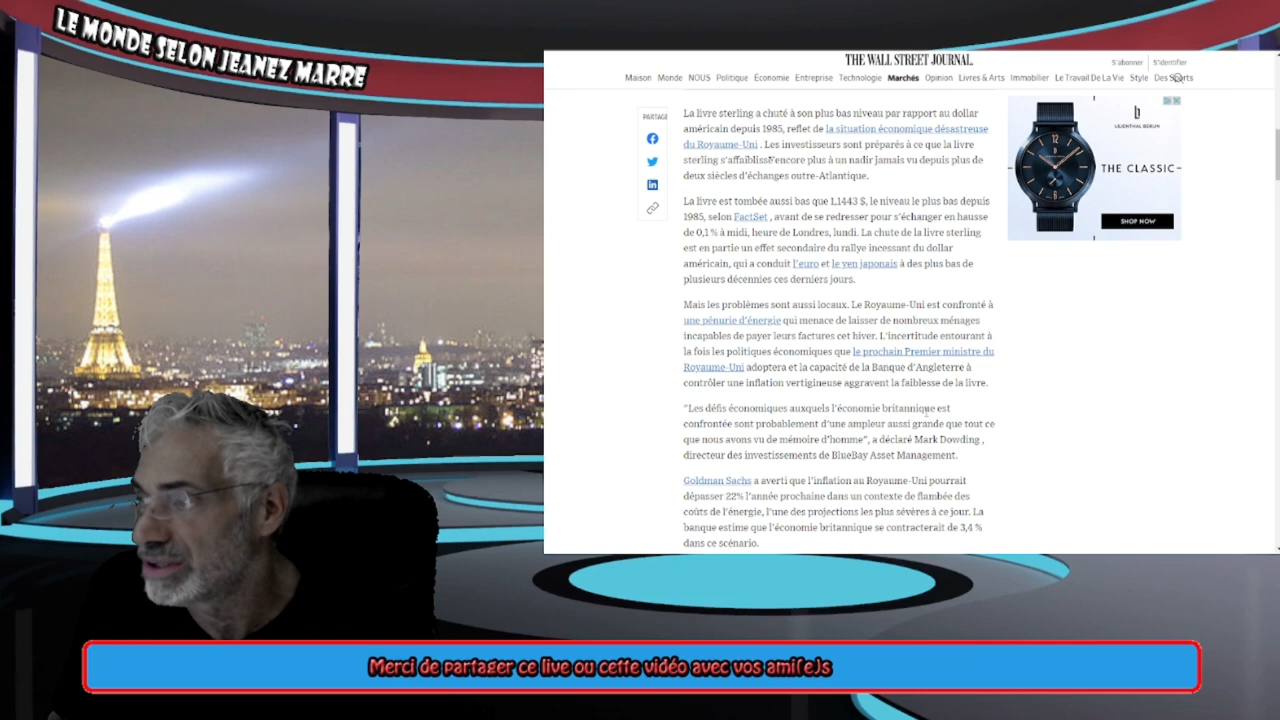 LE MONDE SELON JEANEZ MARRE
THE WALL STREET JOURNAL.
S'abonner
S'identifier
Maison Monde NOUS Politique Économie Entreprise Technologie Marchés Opinion Livres & Arts Immobilier Le Travail De La Vie Style Des Sports
PARTAGE
La livre sterling a chuté à son plus bas niveau par rapport au dollar
américain depuis 1985, reflet de la situation économique désastreuse
du Royaume-Uni . Les investisseurs sont préparés à ce que la livre
sterling s'affaiblisse encore plus à un nadir jamais vu depuis plus de
deux siècles d'échanges outre-Atlantique.
La livre est tombée aussi bas que 1,1443 $, le niveau le plus bas depuis
1985, selon FactSet , avant de se redresser pour s'échanger en hausse
de 0,1 % à midi, heure de Londres, lundi. La chute de la livre sterling
est en partie un effet secondaire du rallye incessant du dollar
américain, qui a conduit l'euro et le yen japonais à des plus bas de
plusieurs décennies ces derniers jours.
Mais les problèmes sont aussi locaux. Le Royaume-Uni est confronté à
une pénurie d'énergie qui menace de laisser de nombreux ménages
incapables de payer leurs factures cet hiver. L'incertitude entourant à
la fois les politiques économiques que le prochain Premier ministre du
Royaume-Uni adoptera et la capacité de la Banque d'Angleterre à
contrôler une inflation vertigineuse aggravent la faiblesse de la livre.
"Les défis économiques auxquels l'économie britannique est
confrontée sont probablement d'une ampleur aussi grande que tout ce
que nous avons vu de mémoire d'homme", a déclaré Mark Dowding ,
directeur des investissements de BlueBay Asset Management.
Goldman Sachs a averti que l'inflation au Royaume-Uni pourrait
dépasser 22% l'année prochaine dans un contexte de flambée des
coûts de l'énergie, l'une des projections les plus sévères à ce jour. La
banque estime que l'économie britannique se contracterait de 3,4 %
dans ce scénario.
LILIENTHAL BERLIN
THE CLASSIC
SHOP NOW
Merci de partager ce live ou cette vidéo avec vos ami(e)s